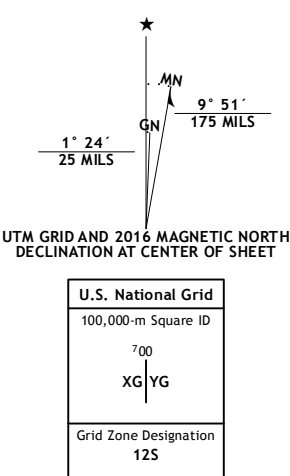 ★
MN
9° 51´
175 MILS
GN
1° 24´
25 MILS
UTM GRID AND 2016 MAGNETIC NORTH
DECLINATION AT CENTER OF SHEET
U.S. National Grid
100,000-m Square ID
⁷00
XG YG
Grid Zone Designation
12S